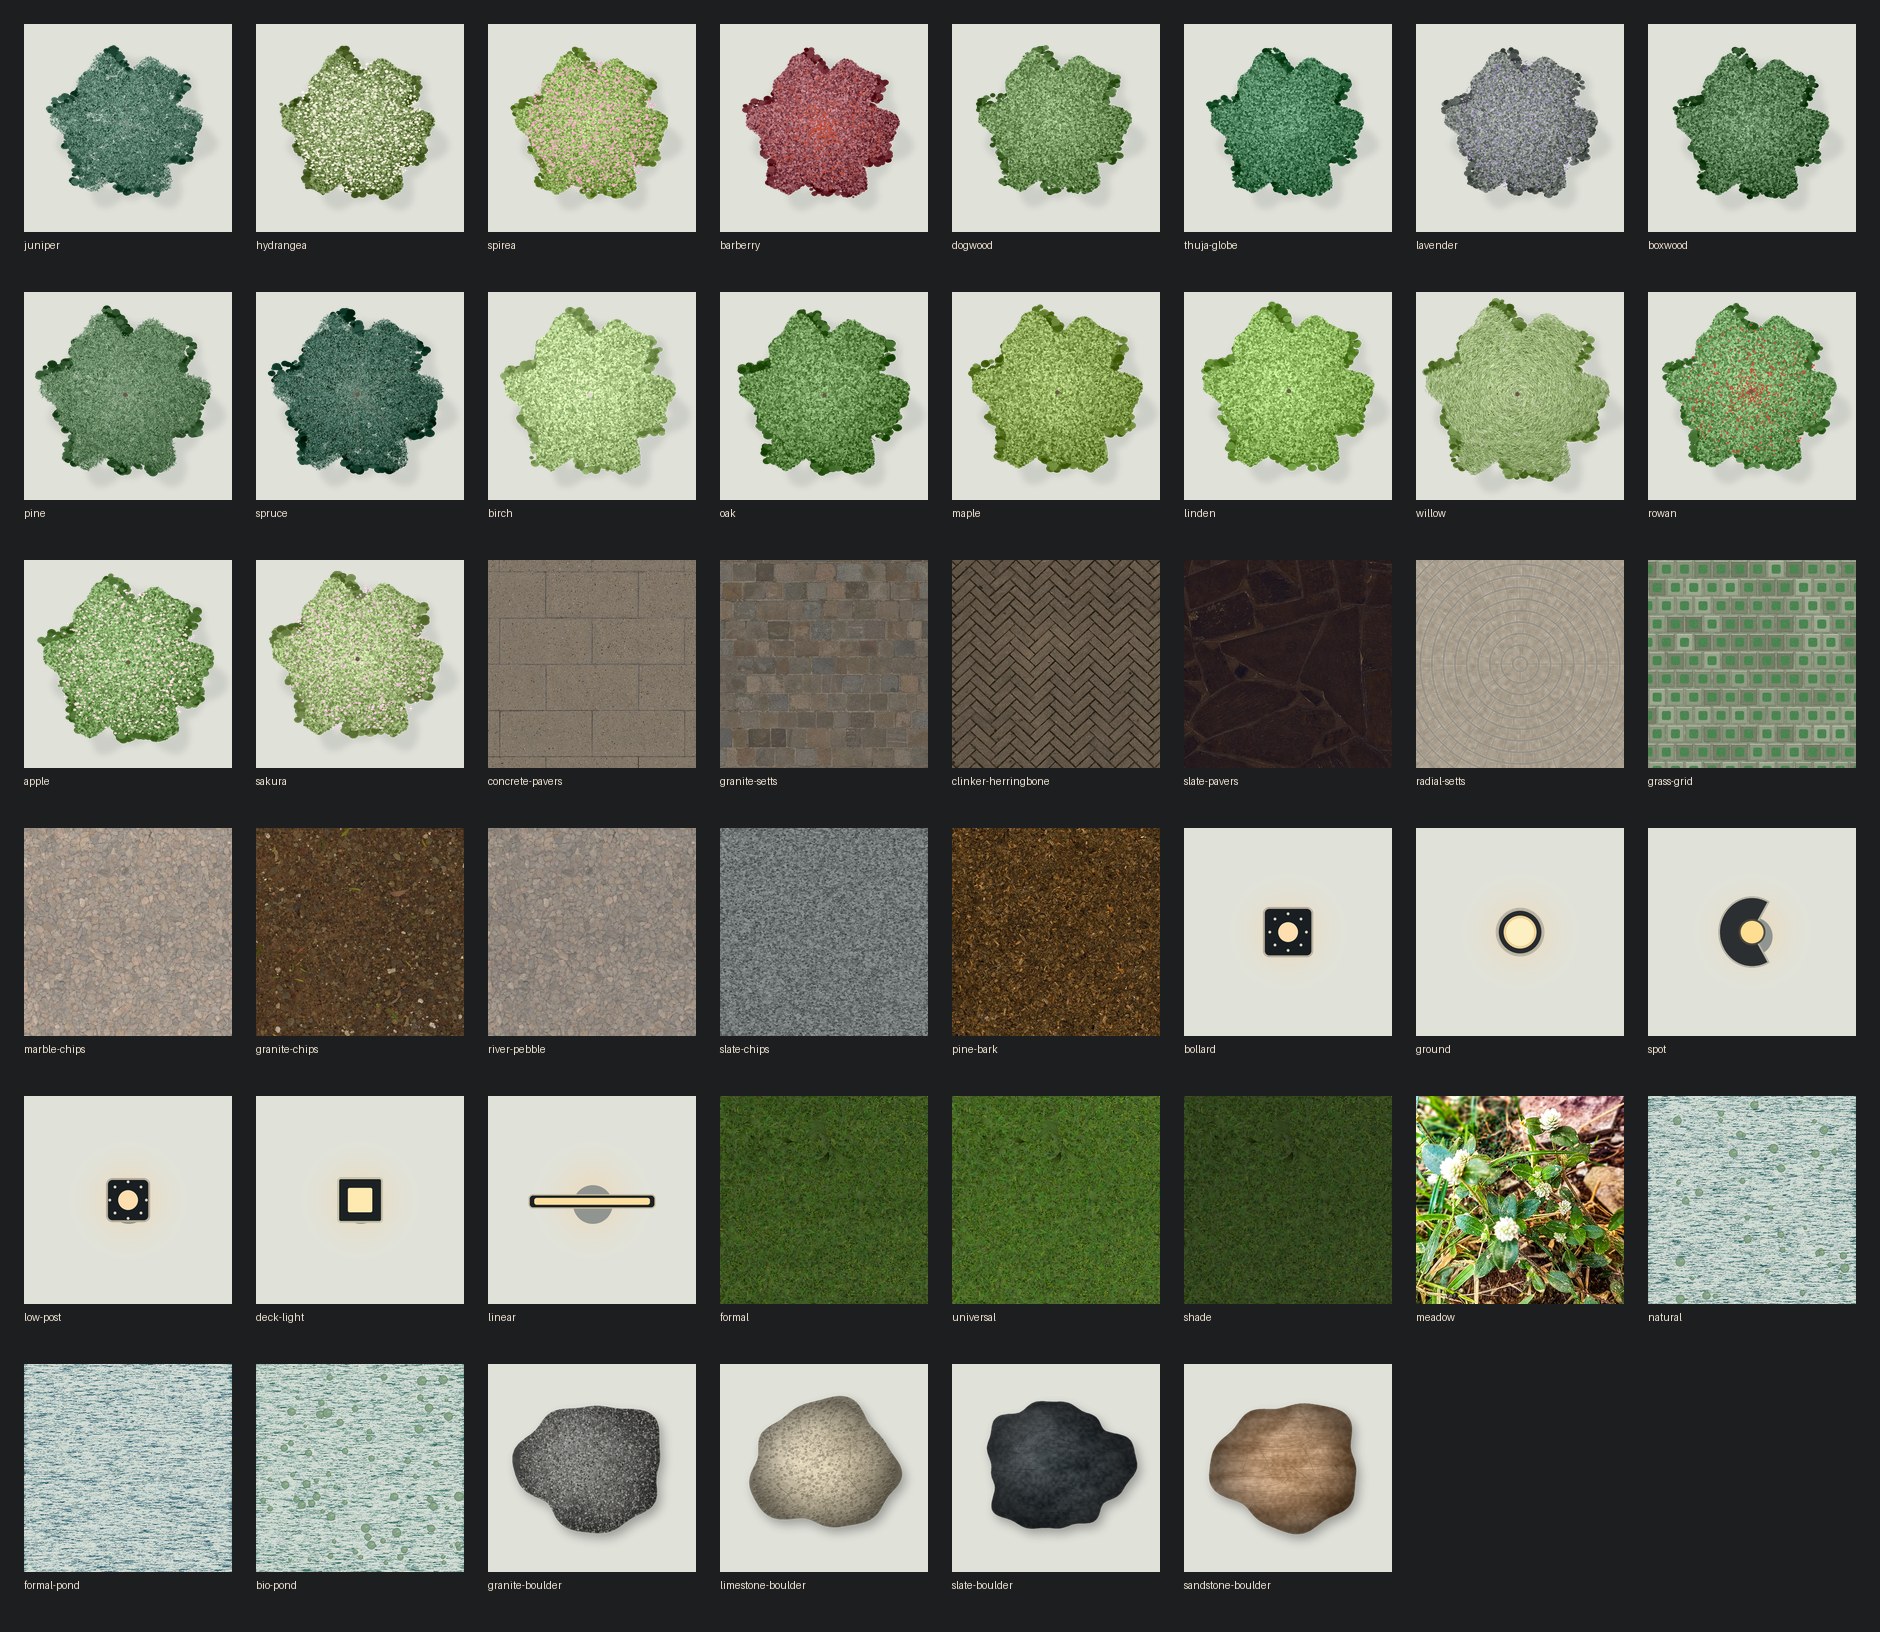 juniper
hydrangea
spirea
barberry
dogwood
thuja-globe
lavender
boxwood
pine
spruce
birch
oak
maple
linden
willow
rowan
apple
sakura
concrete-pavers
granite-setts
clinker-herringbone
slate-pavers
radial-setts
grass-grid
marble-chips
granite-chips
river-pebble
slate-chips
pine-bark
bollard
ground
spot
low-post
deck-light
linear
formal
universal
shade
meadow
natural
formal-pond
bio-pond
granite-boulder
limestone-boulder
slate-boulder
sandstone-boulder